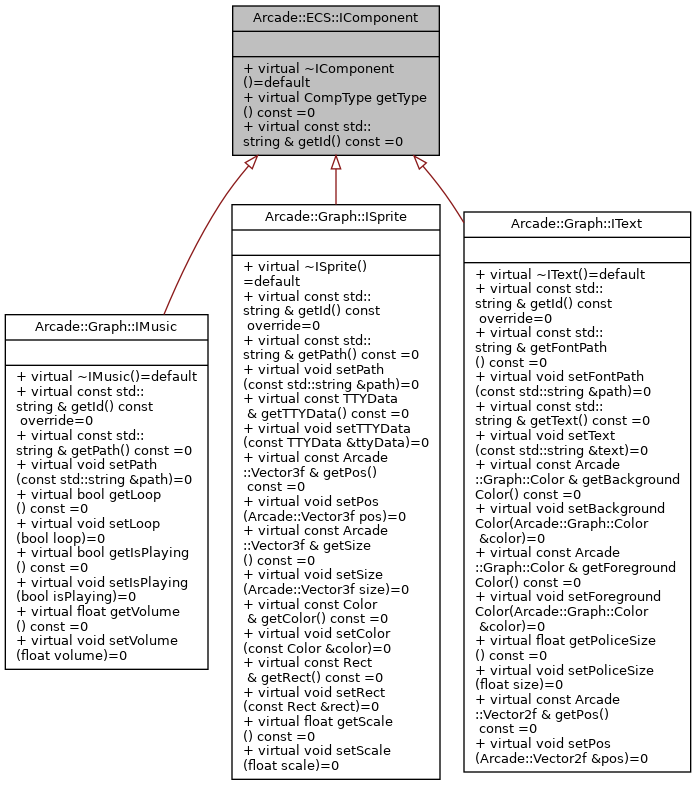 Arcade::ECS::IComponent
+ virtual ~IComponent
()=default
+ virtual CompType getType
() const =0
+ virtual const std::
string & getId() const =0
Arcade::Graph::IMusic
+ virtual ~IMusic()=default
+ virtual const std::
string & getId() const
override=0
+ virtual const std::
string & getPath() const =0
+ virtual void setPath
(const std::string &path)=0
+ virtual bool getLoop
() const =0
+ virtual void setLoop
(bool loop)=0
+ virtual bool getIsPlaying
() const =0
+ virtual void setIsPlaying
(bool isPlaying)=0
+ virtual float getVolume
() const =0
+ virtual void setVolume
(float volume)=0
Arcade::Graph::ISprite
+ virtual ~ISprite()
=default
+ virtual const std::
string & getId() const
override=0
+ virtual const std::
string & getPath() const =0
+ virtual void setPath
(const std::string &path)=0
+ virtual const TTYData
& getTTYData() const =0
+ virtual void setTTYData
(const TTYData &ttyData)=0
+ virtual const Arcade
::Vector3f & getPos()
const =0
+ virtual void setPos
(Arcade::Vector3f pos)=0
+ virtual const Arcade
::Vector3f & getSize
() const =0
+ virtual void setSize
(Arcade::Vector3f size)=0
+ virtual const Color
& getColor() const =0
+ virtual void setColor
(const Color &color)=0
+ virtual const Rect
& getRect() const =0
+ virtual void setRect
(const Rect &rect)=0
+ virtual float getScale
() const =0
+ virtual void setScale
(float scale)=0
Arcade::Graph::IText
+ virtual ~IText()=default
+ virtual const std::
string & getId() const
override=0
+ virtual const std::
string & getFontPath
() const =0
+ virtual void setFontPath
(const std::string &path)=0
+ virtual const std::
string & getText() const =0
+ virtual void setText
(const std::string &text)=0
+ virtual const Arcade
::Graph::Color & getBackground
Color() const =0
+ virtual void setBackground
Color(Arcade::Graph::Color
&color)=0
+ virtual const Arcade
::Graph::Color & getForeground
Color() const =0
+ virtual void setForeground
Color(Arcade::Graph::Color
&color)=0
+ virtual float getPoliceSize
() const =0
+ virtual void setPoliceSize
(float size)=0
+ virtual const Arcade
::Vector2f & getPos()
const =0
+ virtual void setPos
(Arcade::Vector2f &pos)=0